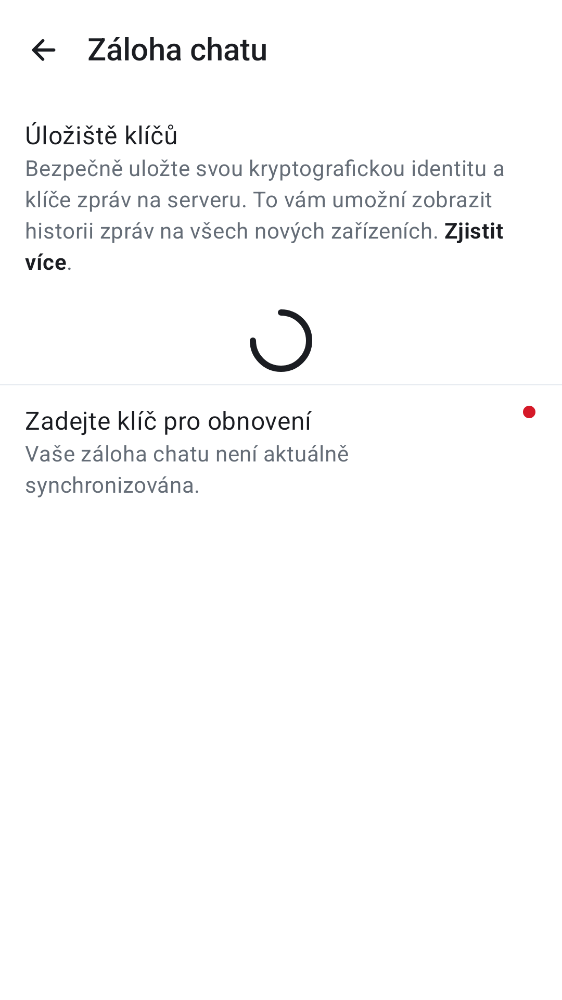 Záloha chatu
Úložiště klíčů
Bezpečně uložte svou kryptografickou identitu a
klíče zpráv na serveru. To vám umožní zobrazit
historii zpráv na všech nových zařízeních. Zjistit
více.
Zadejte klíč pro obnovení
Vaše záloha chatu není aktuálně
synchronizována.